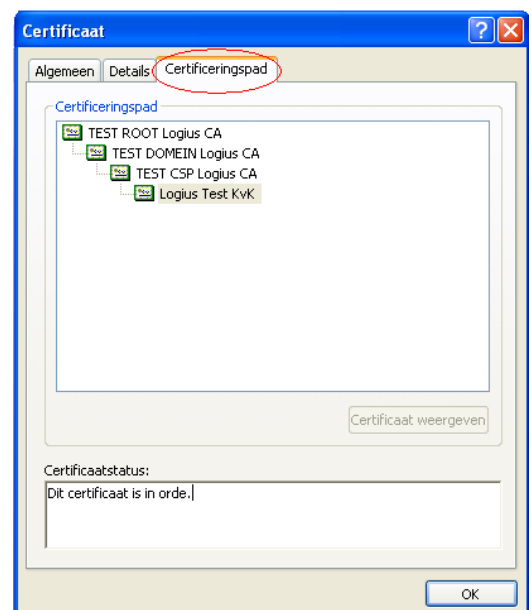 Certificaat
Algemeen Details Certificeringspad
Certificeringspad
TEST ROOT Logius CA
TEST DOMEIN Logius CA
TEST CSP Logius CA
Logius Test KvK
Certificaat weergeven
Certificaatstatus:
Dit certificaat is in orde.
OK